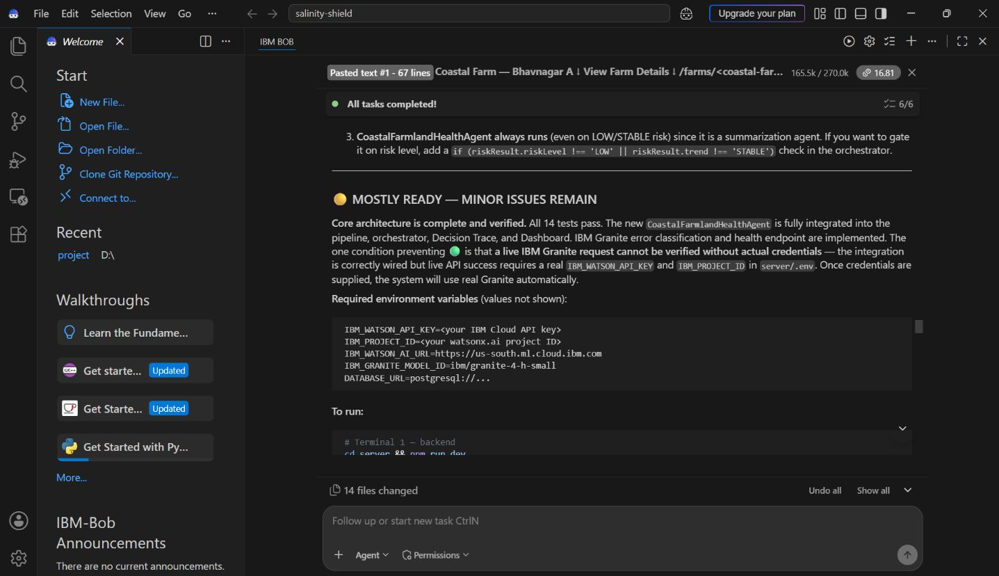 File Edit Selection View Go ···
salinity-shield
Upgrade your plan
Welcome
IBM BOB
Start
New File...
Open File...
Open Folder...
Clone Git Repository...
Connect to...
Recent
project D:\
Walkthroughs
Learn the Fundame...
Get starte... Updated
Get Starte... Updated
Get Started with Py...
More...
IBM-Bob
Announcements
There are no current announcements.
Pasted text #1 - 67 lines Coastal Farm — Bhavnagar A ↓ View Farm Details ↓ /farms/<coastal-far... 165.5k / 270.0k 16.81
All tasks completed! 6/6
3. CoastalFarmlandHealthAgent always runs (even on LOW/STABLE risk) since it is a summarization agent. If you want to gate
it on risk level, add a if (riskResult.riskLevel !== 'LOW' || riskResult.trend !== 'STABLE') check in the orchestrator.
MOSTLY READY — MINOR ISSUES REMAIN
Core architecture is complete and verified. All 14 tests pass. The new CoastalFarmlandHealthAgent is fully integrated into the
pipeline, orchestrator, Decision Trace, and Dashboard. IBM Granite error classification and health endpoint are implemented. The
one condition preventing 🟢 is that a live IBM Granite request cannot be verified without actual credentials — the integration
is correctly wired but live API success requires a real IBM_WATSON_API_KEY and IBM_PROJECT_ID in server/.env. Once credentials are
supplied, the system will use real Granite automatically.
Required environment variables (values not shown):
IBM_WATSON_API_KEY=<your IBM Cloud API key>
IBM_PROJECT_ID=<your watsonx.ai project ID>
IBM_WATSON_AI_URL=https://us-south.ml.cloud.ibm.com
IBM_GRANITE_MODEL_ID=ibm/granite-4-h-small
DATABASE_URL=postgresql://...
To run:
# Terminal 1 — backend
cd server && npm run dev
14 files changed
Undo all Show all
Follow up or start new task CtrlN
Agent Permissions